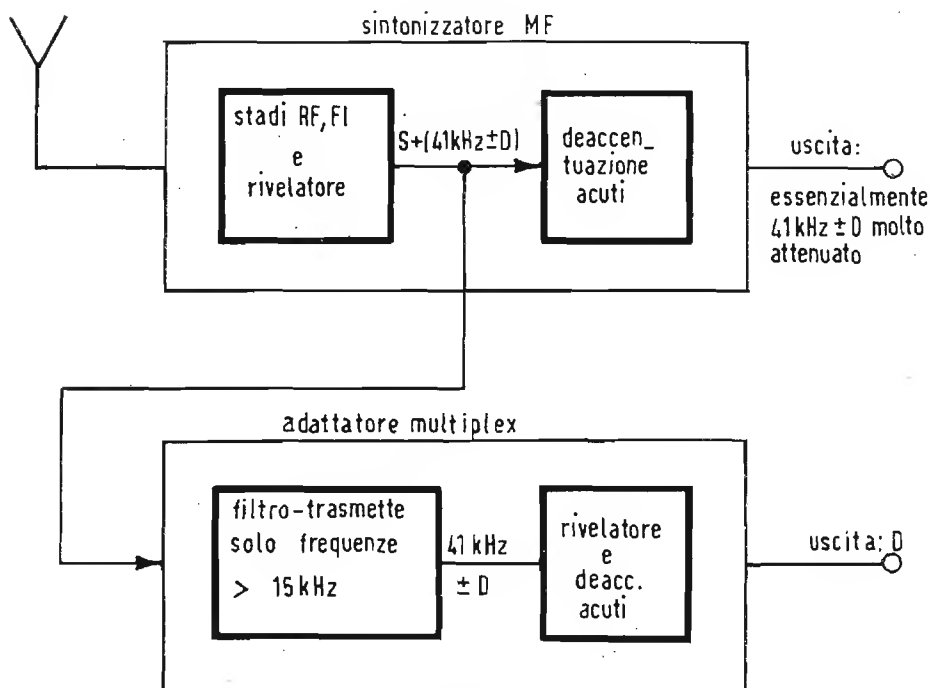 sintonizzatore MF
stadi RF, FI
e
rivelatore
S+(41kHz±D)
deaccen_
tuazione
acuti
uscita:
essenzialmente
41kHz ± D molto
attenuato
adattatore multiplex
filtro-trasmette
solo frequenze
> 15kHz
41 kHz
± D
rivelatore
e
deacc.
acuti
uscita: D